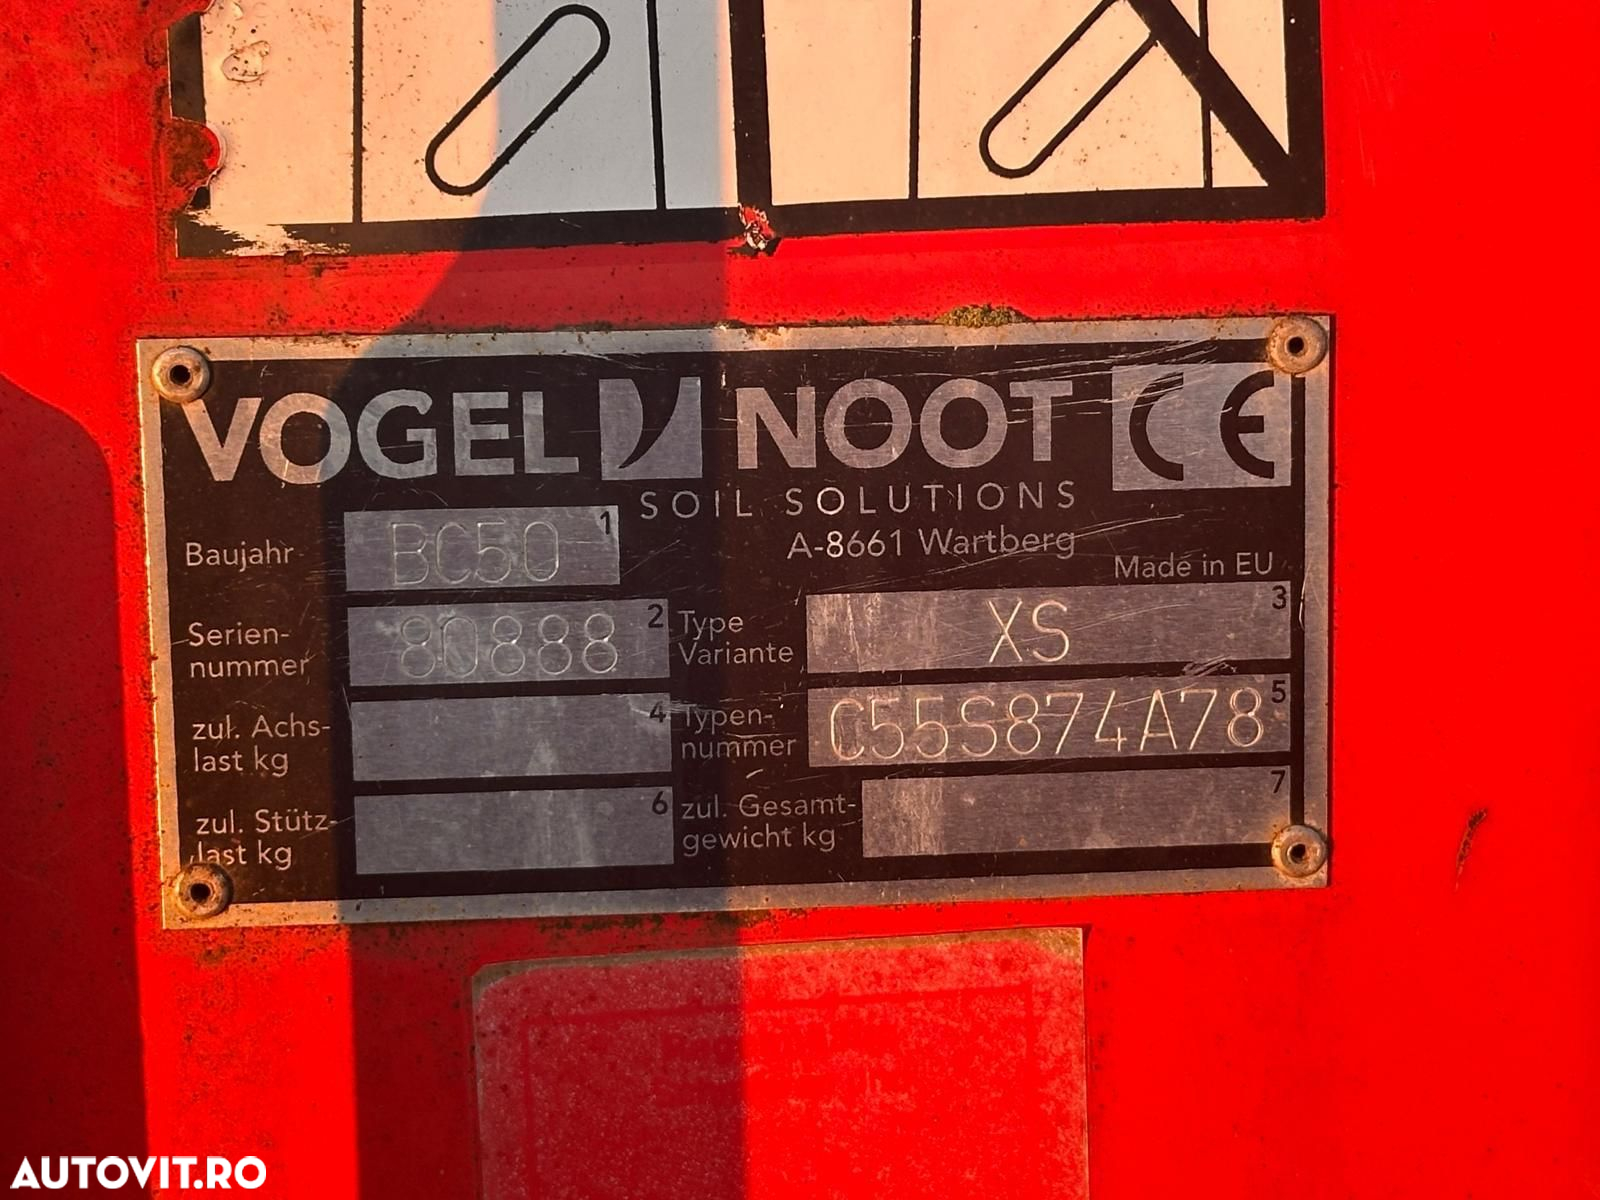 VOGEL NOOT CE
SOIL SOLUTIONS
A-8661 Wartberg
Made in EU
Baujahr BC50 1
Serien-
nummer 80888 2
Type
Variante XS 3
zul. Achs-
last kg 4
Typen-
nummer C55S874A78 5
zul. Stütz-
last kg 6
zul. Gesamt-
gewicht kg 7
AUTOVIT.RO